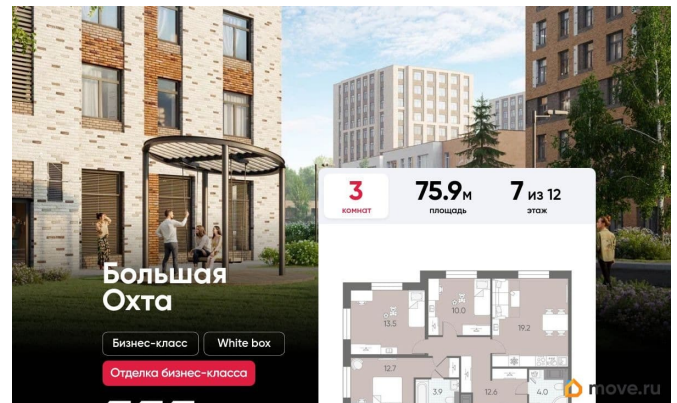 3
комнат
75.9м
площадь
7 из 12
этаж
Большая
Охта
Бизнес-класс
White box
Отделка бизнес-класса
13.5
10.0
19.2
12.7
3.9
12.6
4.0
move.ru